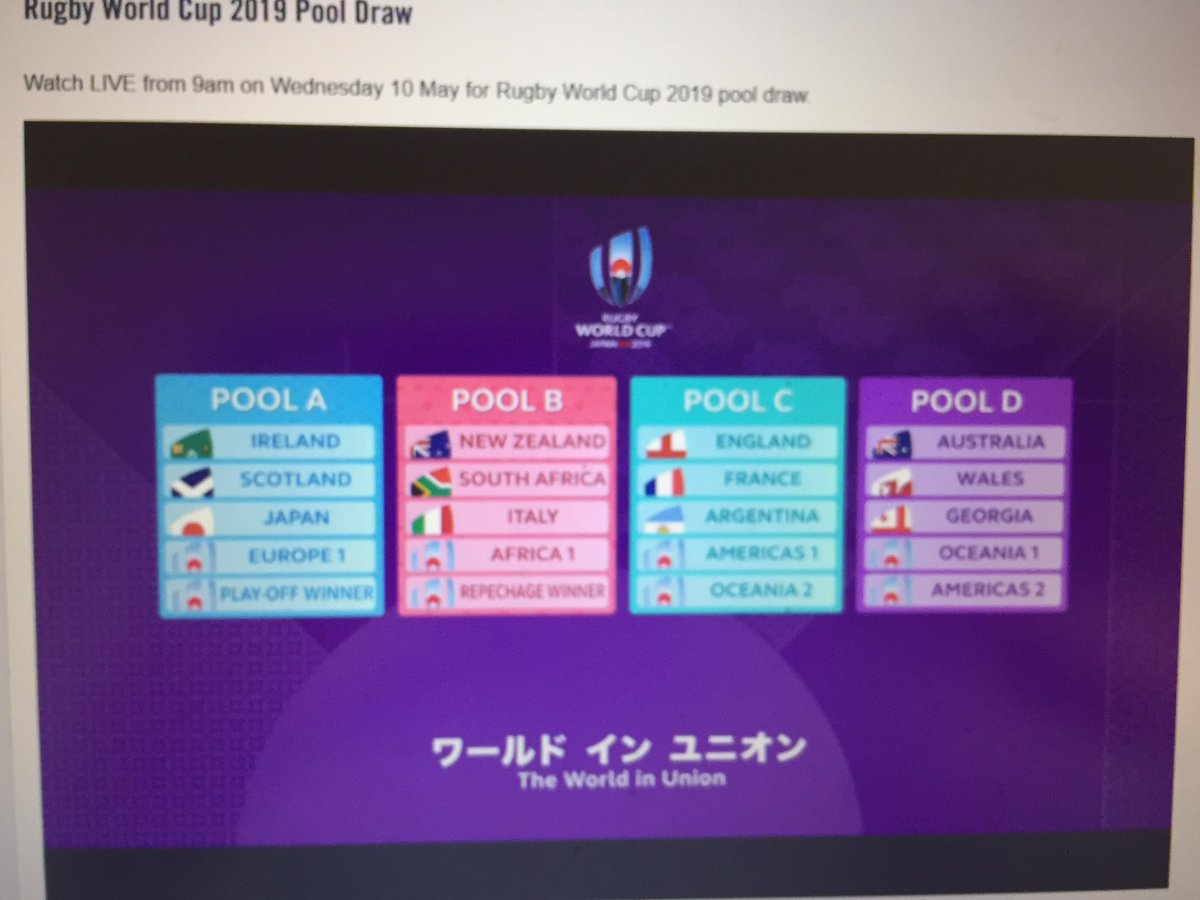 Rugby World Cup 2019 Pool Draw
Watch LIVE from 9am on Wednesday 10 May for Rugby World Cup 2019 pool draw.
RUGBY
WORLD CUP™
JAPAN 2019
POOL A
IRELAND
SCOTLAND
JAPAN
EUROPE 1
PLAY-OFF WINNER
POOL B
NEW ZEALAND
SOUTH AFRICA
ITALY
AFRICA 1
REPECHAGE WINNER
POOL C
ENGLAND
FRANCE
ARGENTINA
AMERICAS 1
OCEANIA 2
POOL D
AUSTRALIA
WALES
GEORGIA
OCEANIA 1
AMERICAS 2
ワールド イン ユニオン
The World in Union